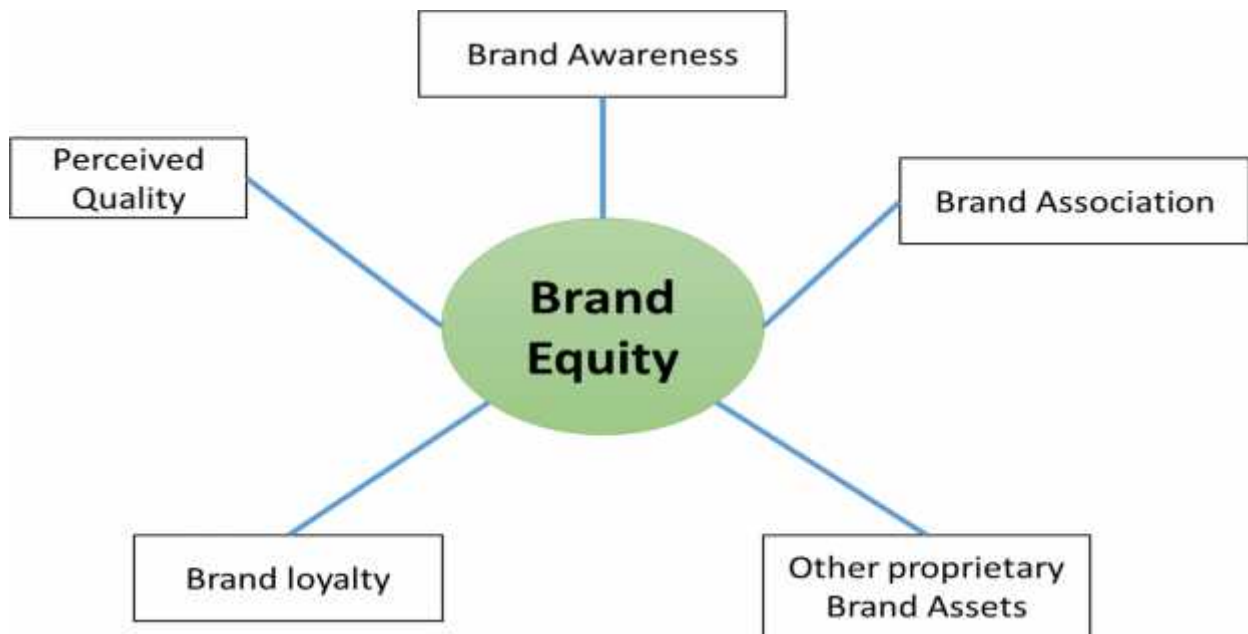 Brand Awareness
Perceived
Quality
Brand Association
Brand
Equity
Brand loyalty
Other proprietary
Brand Assets